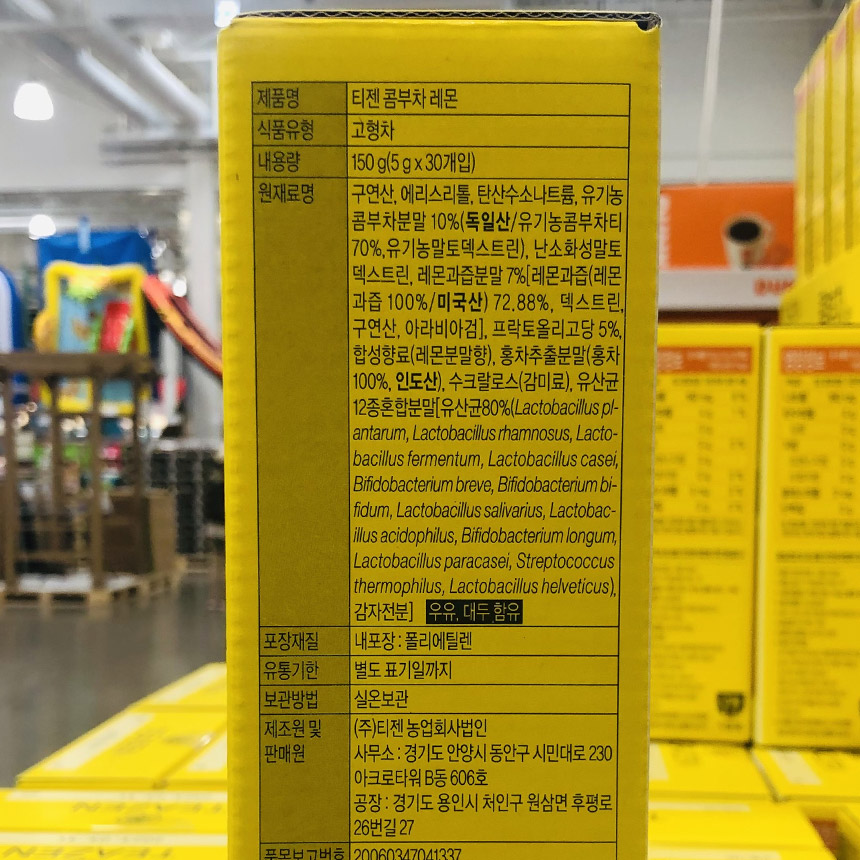 제품명 티젠 콤부차 레몬
식품유형 고형차
내용량 150 g(5 g x 30개입)
원재료명 구연산, 에리스리톨, 탄산수소나트륨, 유기농
콤부차분말 10%(독일산/유기농콤부차티
70%,유기농말토덱스트린), 난소화성말토
덱스트린, 레몬과즙분말 7%[레몬과즙(레몬
과즙 100%/미국산) 72.88%, 덱스트린,
구연산, 아라비아검], 프락토올리고당 5%,
합성향료(레몬분말향), 홍차추출분말(홍차
100%, 인도산), 수크랄로스(감미료), 유산균
12종혼합분말[유산균80%(Lactobacillus pl-
antarum, Lactobacillus rhamnosus, Lacto-
bacillus fermentum, Lactobacillus casei,
Bifidobacterium breve, Bifidobacterium bi-
fidum, Lactobacillus salivarius, Lactobac-
illus acidophilus, Bifidobacterium longum,
Lactobacillus paracasei, Streptococcus
thermophilus, Lactobacillus helveticus),
감자전분] 우유, 대두 함유
포장재질 내포장 : 폴리에틸렌
유통기한 별도 표기일까지
보관방법 실온보관
제조원 및 (주)티젠 농업회사법인
판매원 사무소 : 경기도 안양시 동안구 시민대로 230
아크로타워 B동 606호
공장 : 경기도 용인시 처인구 원삼면 후평로
26번길 27
품목보고번호 20060347041337